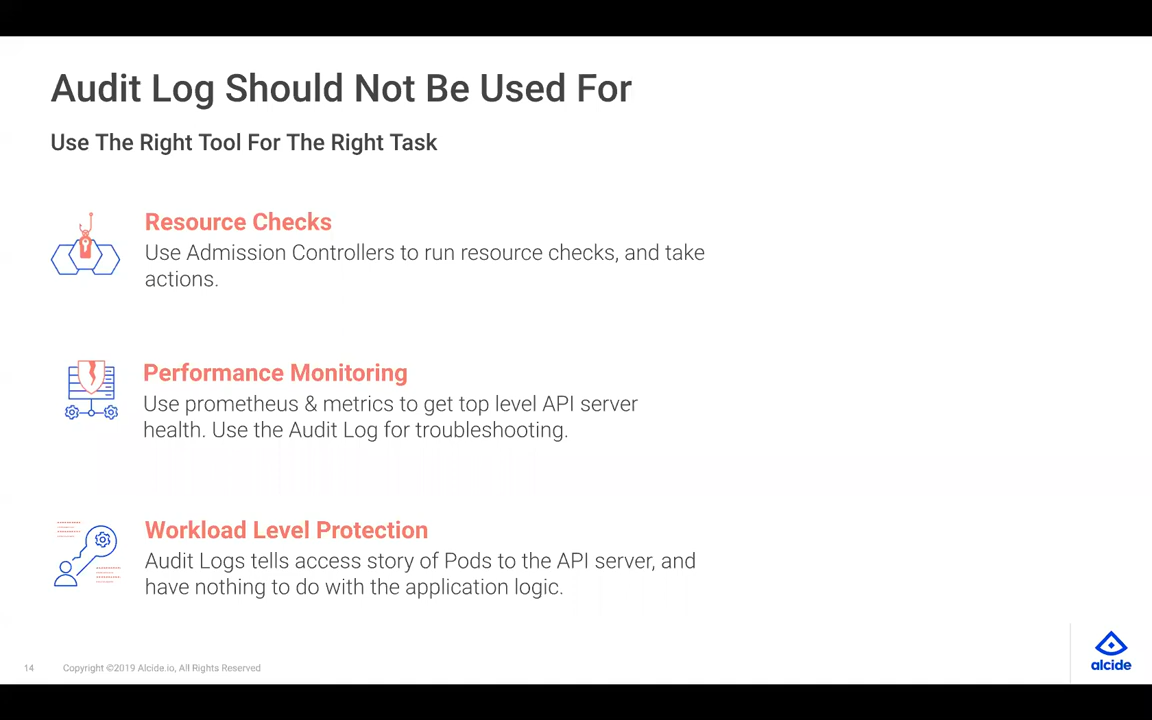 Audit Log Should Not Be Used For
Use The Right Tool For The Right Task
Resource Checks
Use Admission Controllers to run resource checks, and take
actions.
Performance Monitoring
Use prometheus & metrics to get top level API server
health. Use the Audit Log for troubleshooting.
Workload Level Protection
Audit Logs tells access story of Pods to the API server, and
have nothing to do with the application logic.
14 Copyright ©2019 Alcide.io, All Rights Reserved
alcide